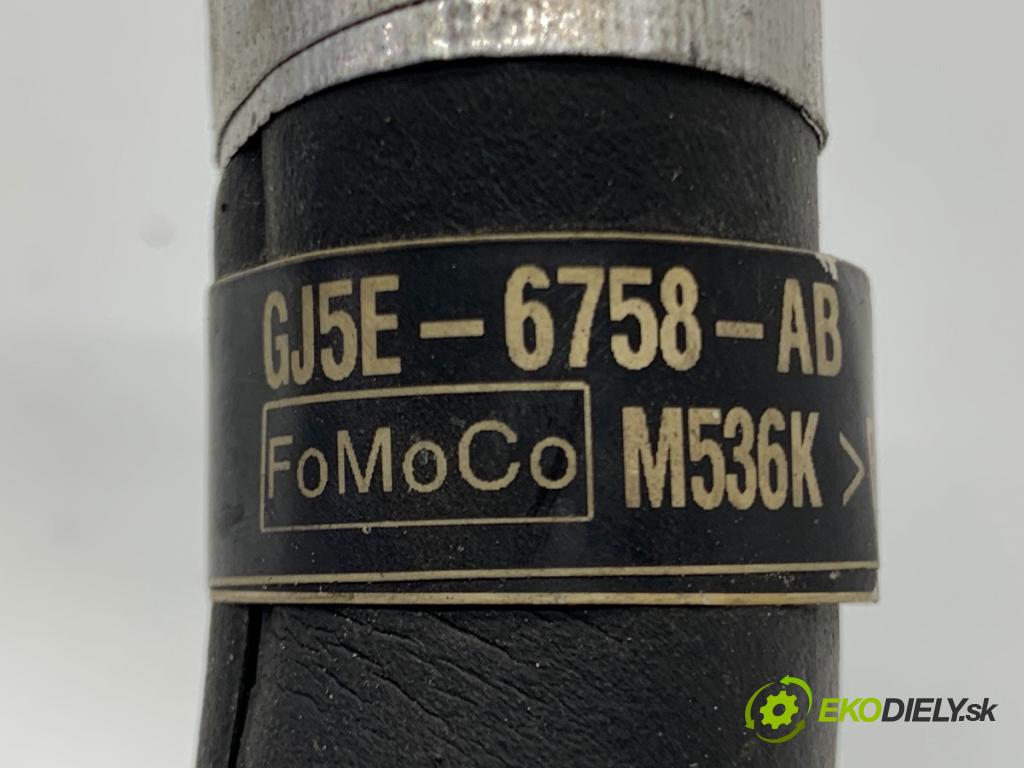 GJ5E-6758-AB
FoMoCo M536K >
EKODIELY.sk